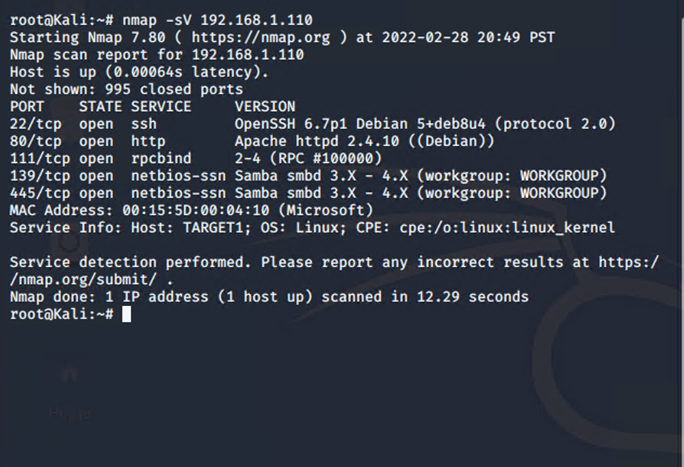 root@Kali:~# nmap -sV 192.168.1.110
Starting Nmap 7.80 ( https://nmap.org ) at 2022-02-28 20:49 PST
Nmap scan report for 192.168.1.110
Host is up (0.00064s latency).
Not shown: 995 closed ports
PORT    STATE SERVICE     VERSION
22/tcp  open  ssh         OpenSSH 6.7p1 Debian 5+deb8u4 (protocol 2.0)
80/tcp  open  http        Apache httpd 2.4.10 ((Debian))
111/tcp open  rpcbind     2-4 (RPC #100000)
139/tcp open  netbios-ssn Samba smbd 3.X - 4.X (workgroup: WORKGROUP)
445/tcp open  netbios-ssn Samba smbd 3.X - 4.X (workgroup: WORKGROUP)
MAC Address: 00:15:5D:00:04:10 (Microsoft)
Service Info: Host: TARGET1; OS: Linux; CPE: cpe:/o:linux:linux_kernel

Service detection performed. Please report any incorrect results at https:/
/nmap.org/submit/ .
Nmap done: 1 IP address (1 host up) scanned in 12.29 seconds
root@Kali:~#